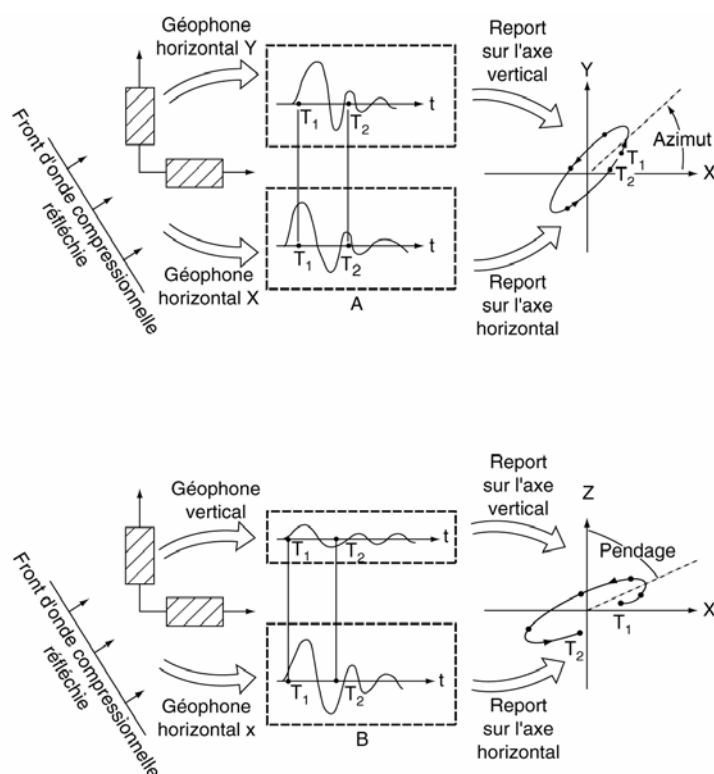 Géophone
horizontal Y
Front d'onde compressionnelle
réfléchie
Géophone
horizontal X
t
T1
T2
t
T1
T2
A
Report
sur l'axe
vertical
Report
sur l'axe
horizontal
Y
Azimut
T1
T2
X
Géophone
vertical
Front d'onde compressionnelle
réfléchie
Géophone
horizontal x
t
T1
T2
t
T1
T2
B
Report
sur l'axe
vertical
Report
sur l'axe
horizontal
Z
Pendage
X
T1
T2